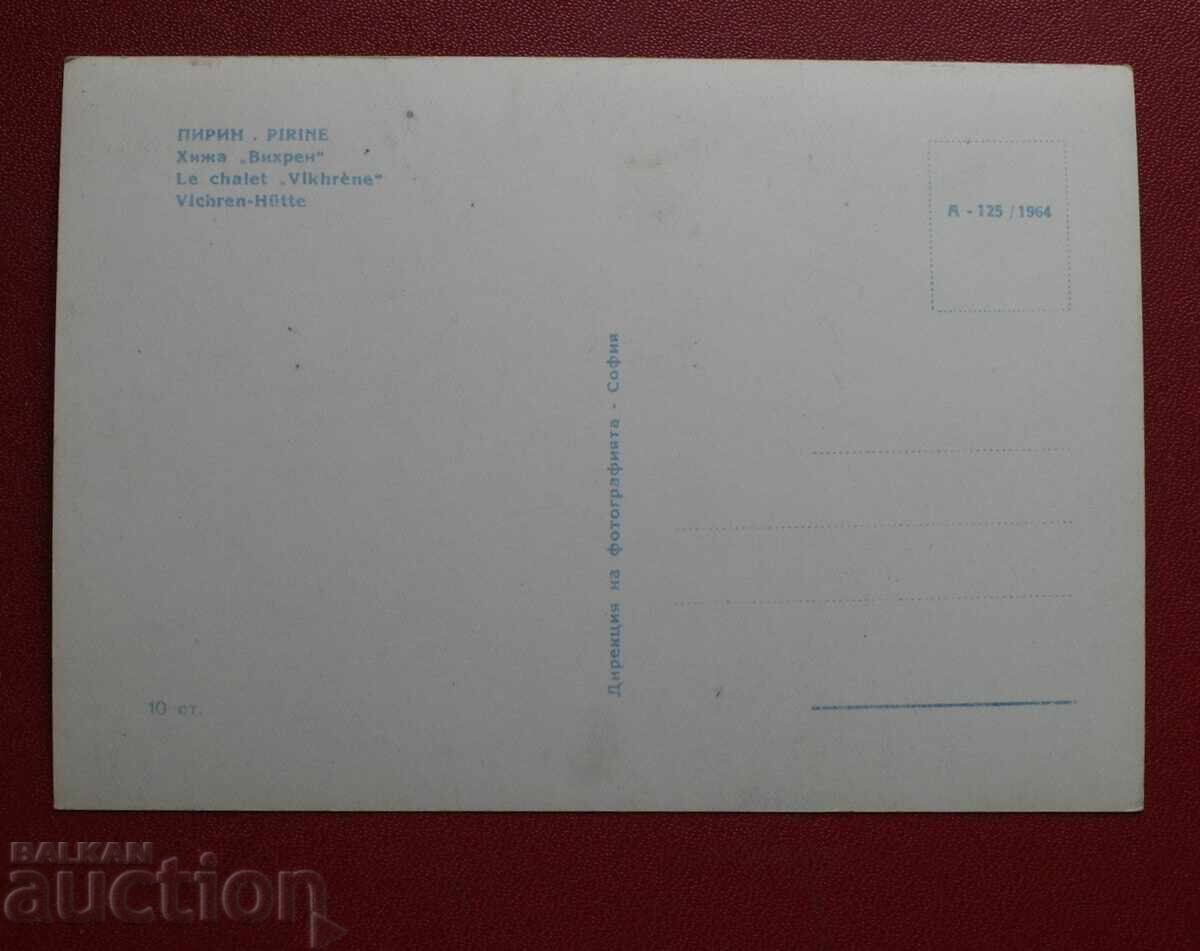 ПИРИН . PIRINE
Хижа „Вихрен"
Le chalet „Vikhrène"
Vichren-Hütte
А - 125 / 1964
Дирекция на фотографията - София
10 ст.
BALKAN
auction